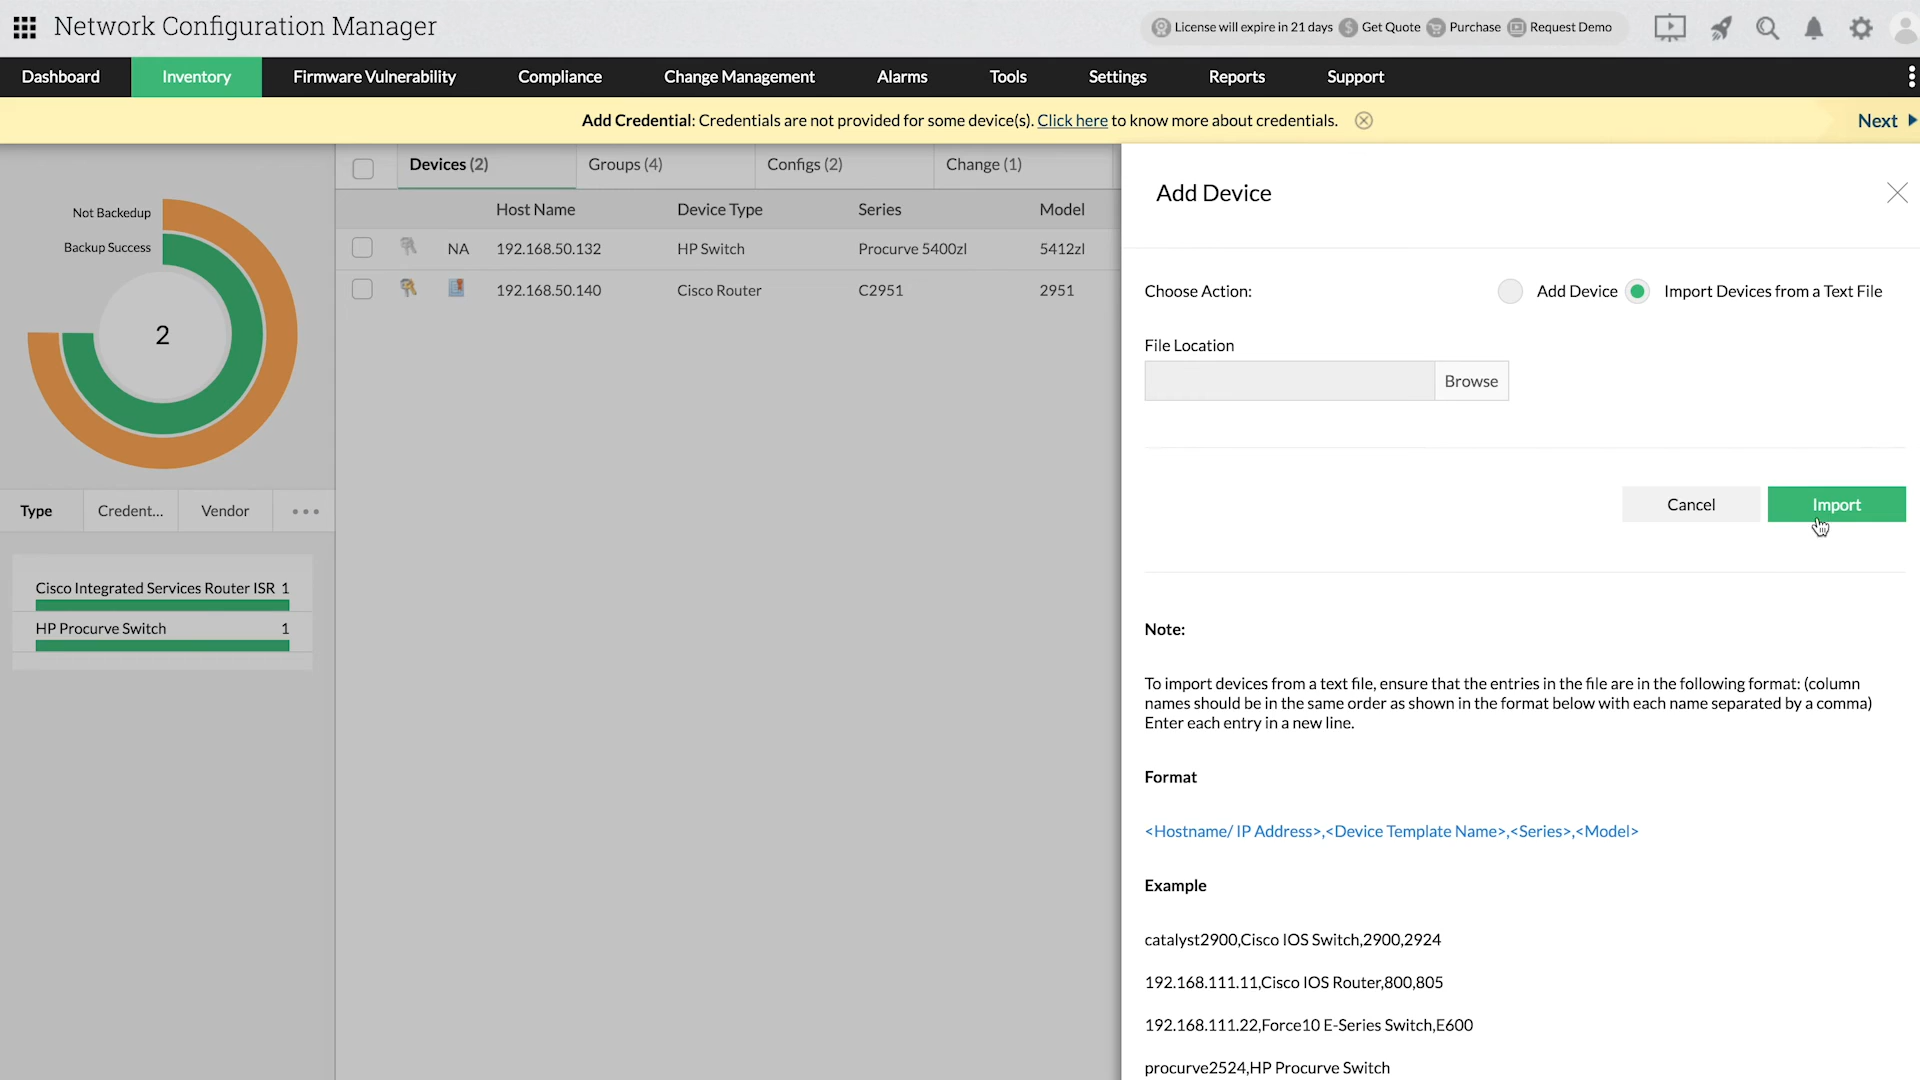 Network Configuration Manager
License will expire in 21 days Get Quote Purchase Request Demo
Dashboard Inventory Firmware Vulnerability Compliance Change Management Alarms Tools Settings Reports Support
Add Credential: Credentials are not provided for some device(s). Click here to know more about credentials.
Next
Not Backedup
Backup Success
2
Type Credent... Vendor
Cisco Integrated Services Router ISR 1
HP Procurve Switch 1
Devices (2) Groups (4) Configs (2) Change (1)
Host Name Device Type Series Model
NA 192.168.50.132 HP Switch Procurve 5400zl 5412zl
192.168.50.140 Cisco Router C2951 2951
Add Device
Choose Action: Add Device Import Devices from a Text File
File Location
Browse
Cancel Import
Note:
To import devices from a text file, ensure that the entries in the file are in the following format: (column
names should be in the same order as shown in the format below with each name separated by a comma)
Enter each entry in a new line.
Format
<Hostname/ IP Address>,<Device Template Name>,<Series>,<Model>
Example
catalyst2900,Cisco IOS Switch,2900,2924
192.168.111.11,Cisco IOS Router,800,805
192.168.111.22,Force10 E-Series Switch,E600
procurve2524,HP Procurve Switch